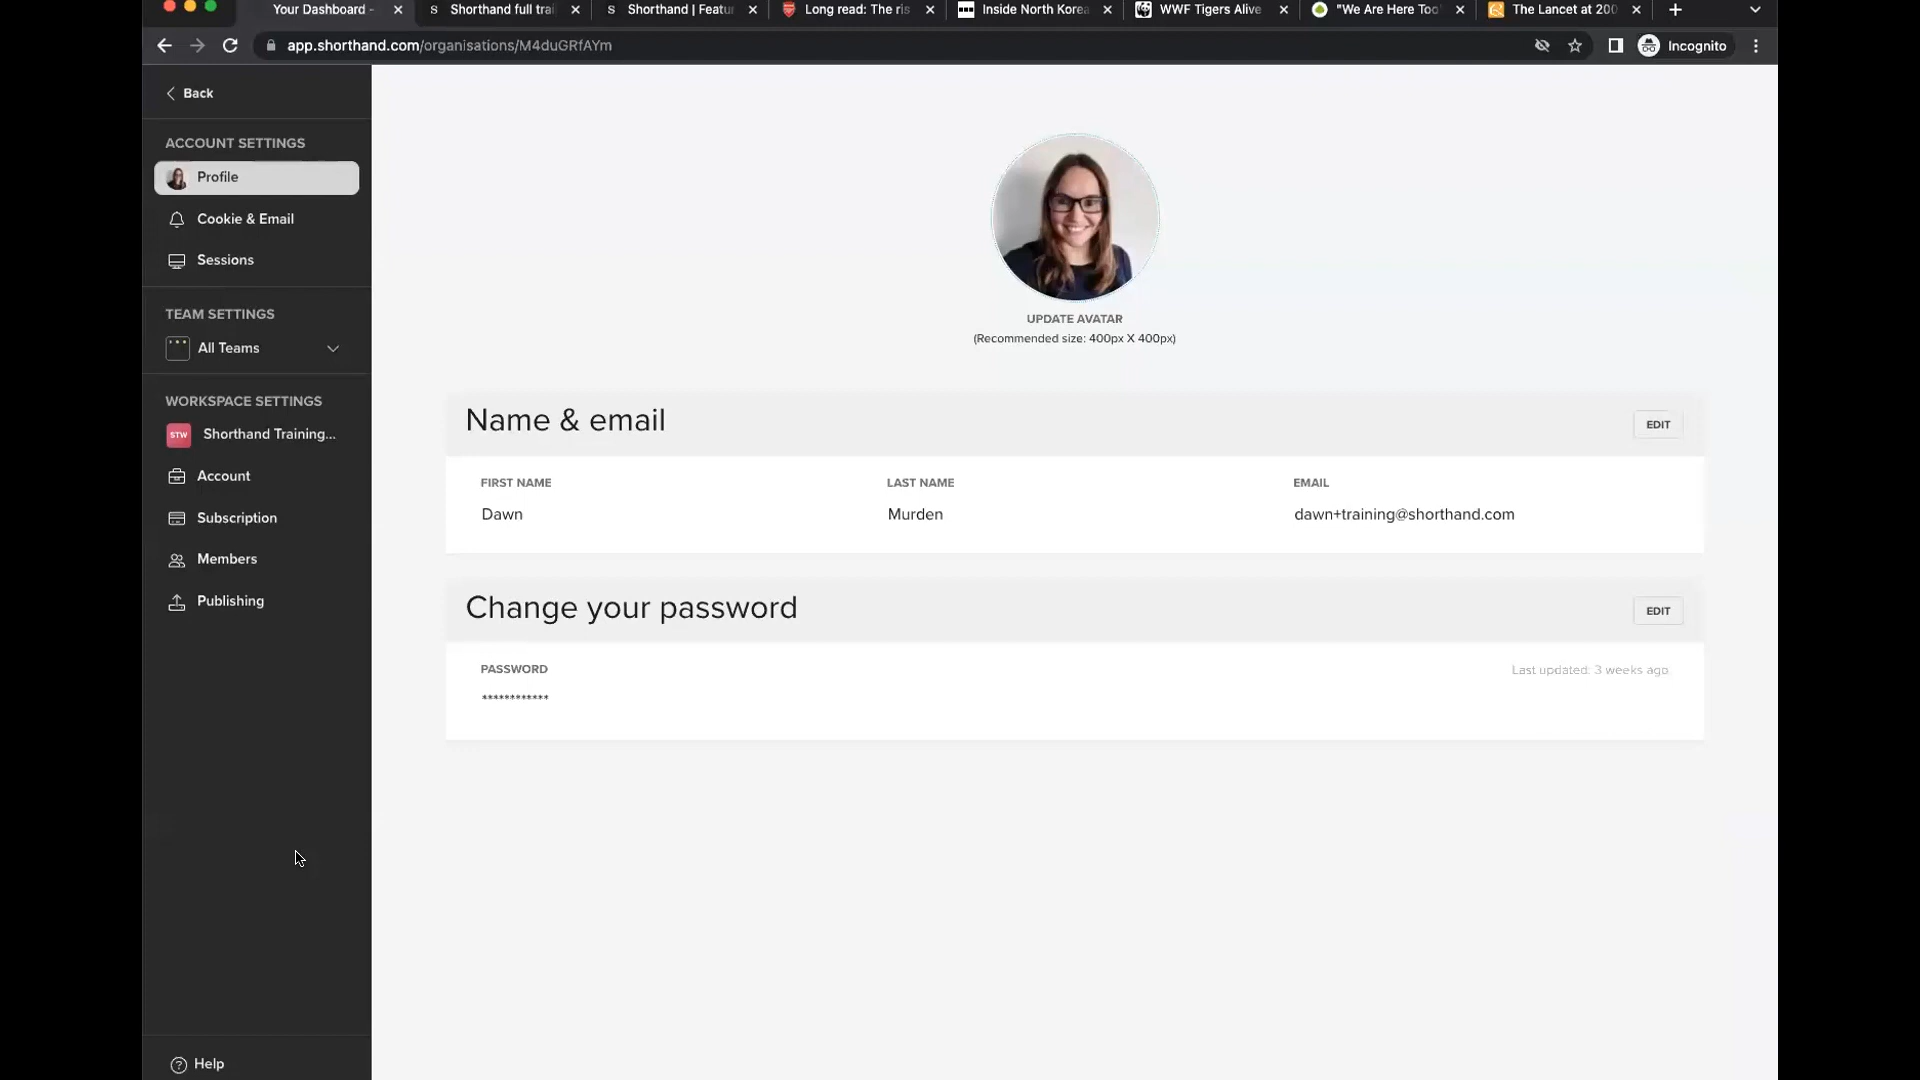 Your Dashboard -
Shorthand full trai
Shorthand | Featu
Long read: The ris
Inside North Korea
WWF Tigers Alive
"We Are Here Too"
The Lancet at 200
app.shorthand.com/organisations/M4duGRfAYm
Incognito
Back
ACCOUNT SETTINGS
Profile
Cookie & Email
Sessions
TEAM SETTINGS
All Teams
WORKSPACE SETTINGS
STW
Shorthand Training...
Account
Subscription
Members
Publishing
Help
UPDATE AVATAR
(Recommended size: 400px X 400px)
Name & email
EDIT
FIRST NAME
LAST NAME
EMAIL
Dawn
Murden
dawn+training@shorthand.com
Change your password
EDIT
PASSWORD
Last updated: 3 weeks ago
************